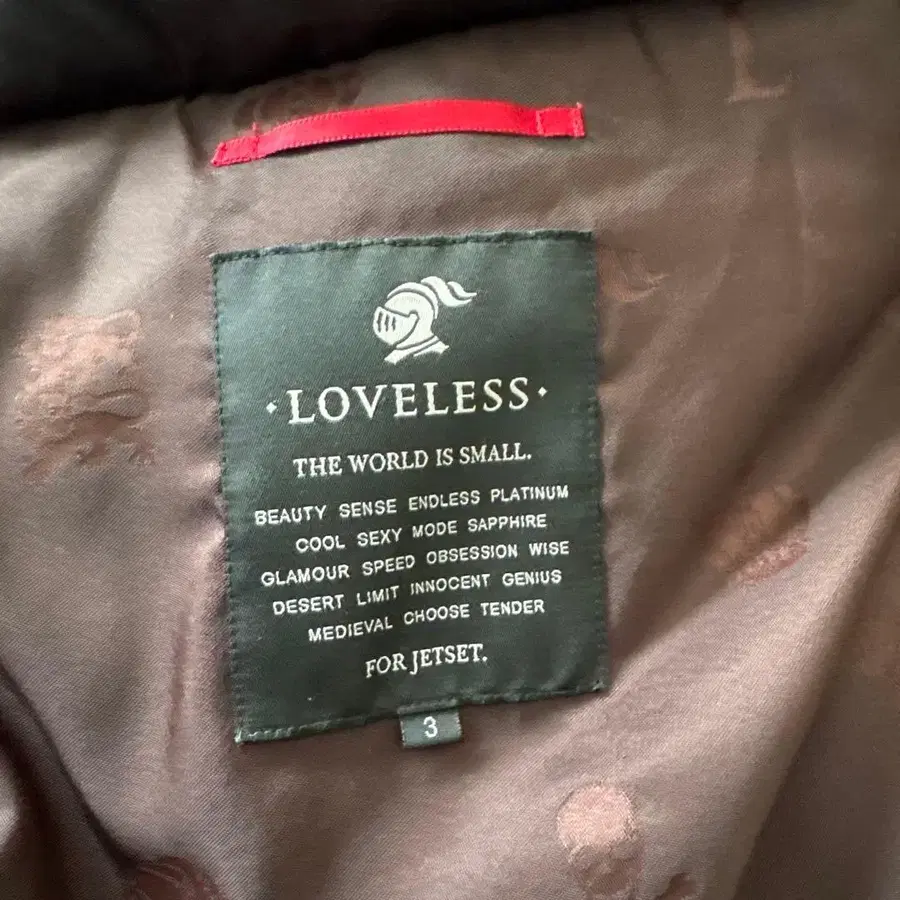 L
·LOVELESS·
THE WORLD IS SMALL.
BEAUTY SENSE ENDLESS PLATINUM
COOL SEXY MODE SAPPHIRE
GLAMOUR SPEED OBSESSION WISE
DESERT LIMIT INNOCENT GENIUS
MEDIEVAL CHOOSE TENDER
FOR JETSET.
3